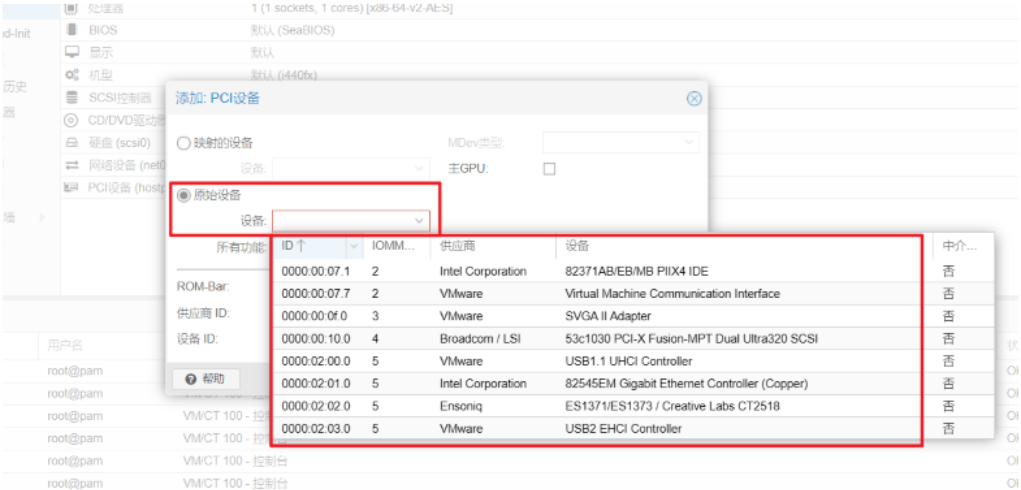 处理器 1 (1 sockets, 1 cores) [x86-64-v2-AES]
ud-Init BIOS 默认 (SeaBIOS)
显示 默认
历史 机型 默认 (i440fx)
器 SCSI控制器
添加: PCI设备
CD/DVD驱动
硬盘 (scsi0)
映射的设备 MDev类型:
网络设备 (net0
设备: 主GPU:
PCI设备 (hostp
原始设备
墙
设备:
所有功能:
ID IOMM... 供应商 设备 中介...
0000:00:07.1 2 Intel Corporation 82371AB/EB/MB PIIX4 IDE 否
ROM-Bar:
0000:00:07.7 2 VMware Virtual Machine Communication Interface 否
供应商 ID:
0000:00:0f.0 3 VMware SVGA II Adapter 否
设备 ID:
0000:00:10.0 4 Broadcom / LSI 53c1030 PCI-X Fusion-MPT Dual Ultra320 SCSI 否
用户名 状
0000:02:00.0 5 VMware USB1.1 UHCI Controller 否
root@pam 帮助
0000:02:01.0 5 Intel Corporation 82545EM Gigabit Ethernet Controller (Copper) 否
root@pam
0000:02:02.0 5 Ensoniq ES1371/ES1373 / Creative Labs CT2518 否
root@pam VM/CT 100 - 控
0000:02:03.0 5 VMware USB2 EHCI Controller 否
root@pam VM/CT 100 - 控制台
root@pam VM/CT 100 - 控制台
root@pam VM/CT 100 - 控制台